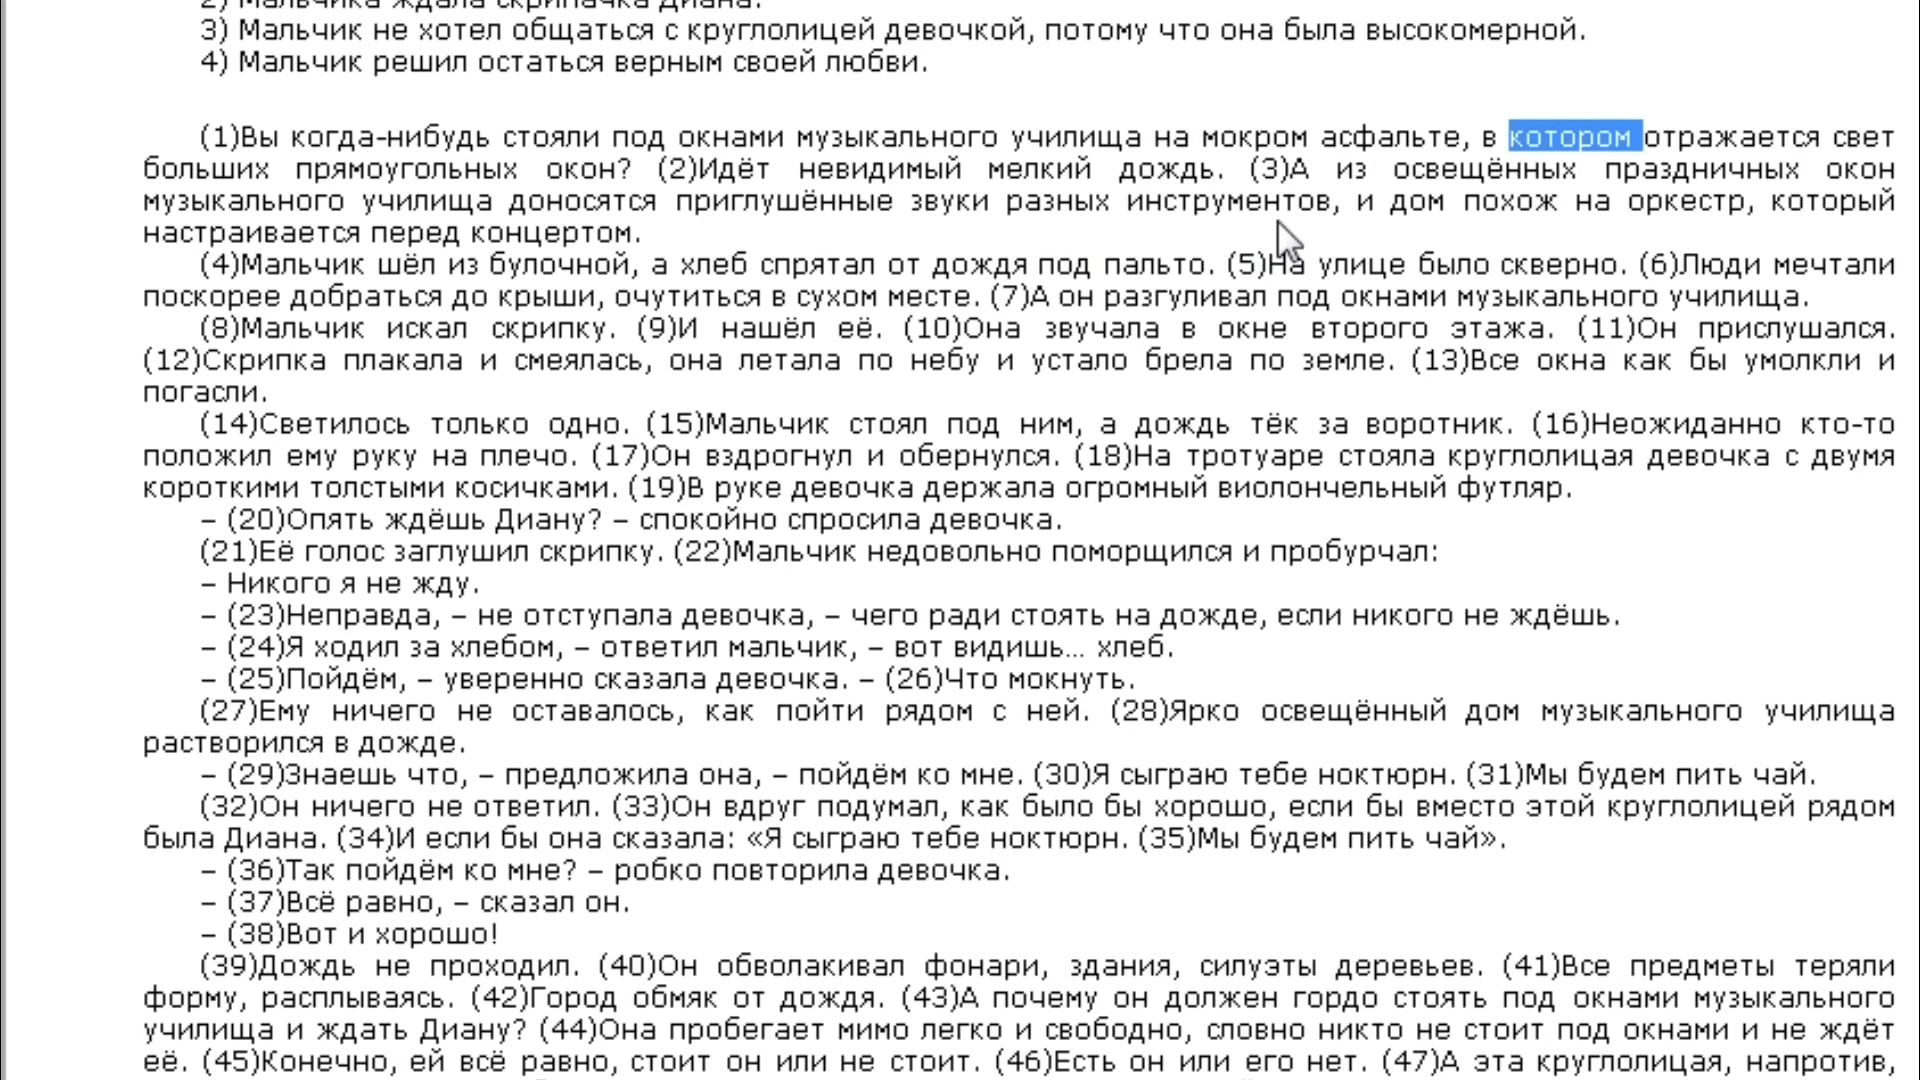 2) Мальчика ждала скрипачка Диана.
3) Мальчик не хотел общаться с круглолицей девочкой, потому что она была высокомерной.
4) Мальчик решил остаться верным своей любви.
(1)Вы когда-нибудь стояли под окнами музыкального училища на мокром асфальте, в котором отражается свет
больших прямоугольных окон? (2)Идёт невидимый мелкий дождь. (3)А из освещённых праздничных окон
музыкального училища доносятся приглушённые звуки разных инструментов, и дом похож на оркестр, который
настраивается перед концертом.
(4)Мальчик шёл из булочной, а хлеб спрятал от дождя под пальто. (5)На улице было скверно. (6)Люди мечтали
поскорее добраться до крыши, очутиться в сухом месте. (7)А он разгуливал под окнами музыкального училища.
(8)Мальчик искал скрипку. (9)И нашёл её. (10)Она звучала в окне второго этажа. (11)Он прислушался.
(12)Скрипка плакала и смеялась, она летала по небу и устало брела по земле. (13)Все окна как бы умолкли и
погасли.
(14)Светилось только одно. (15)Мальчик стоял под ним, а дождь тёк за воротник. (16)Неожиданно кто-то
положил ему руку на плечо. (17)Он вздрогнул и обернулся. (18)На тротуаре стояла круглолицая девочка с двумя
короткими толстыми косичками. (19)В руке девочка держала огромный виолончельный футляр.
– (20)Опять ждёшь Диану? – спокойно спросила девочка.
(21)Её голос заглушил скрипку. (22)Мальчик недовольно поморщился и пробурчал:
– Никого я не жду.
– (23)Неправда, – не отступала девочка, – чего ради стоять на дожде, если никого не ждёшь.
– (24)Я ходил за хлебом, – ответил мальчик, – вот видишь... хлеб.
– (25)Пойдём, – уверенно сказала девочка. – (26)Что мокнуть.
(27)Ему ничего не оставалось, как пойти рядом с ней. (28)Ярко освещённый дом музыкального училища
растворился в дожде.
– (29)Знаешь что, – предложила она, – пойдём ко мне. (30)Я сыграю тебе ноктюрн. (31)Мы будем пить чай.
(32)Он ничего не ответил. (33)Он вдруг подумал, как было бы хорошо, если бы вместо этой круглолицей рядом
была Диана. (34)И если бы она сказала: «Я сыграю тебе ноктюрн. (35)Мы будем пить чай».
– (36)Так пойдём ко мне? – робко повторила девочка.
– (37)Всё равно, – сказал он.
– (38)Вот и хорошо!
(39)Дождь не проходил. (40)Он обволакивал фонари, здания, силуэты деревьев. (41)Все предметы теряли
форму, расплываясь. (42)Город обмяк от дождя. (43)А почему он должен гордо стоять под окнами музыкального
училища и ждать Диану? (44)Она пробегает мимо легко и свободно, словно никто не стоит под окнами и не ждёт
её. (45)Конечно, ей всё равно, стоит он или не стоит. (46)Есть он или его нет. (47)А эта круглолицая, напротив,